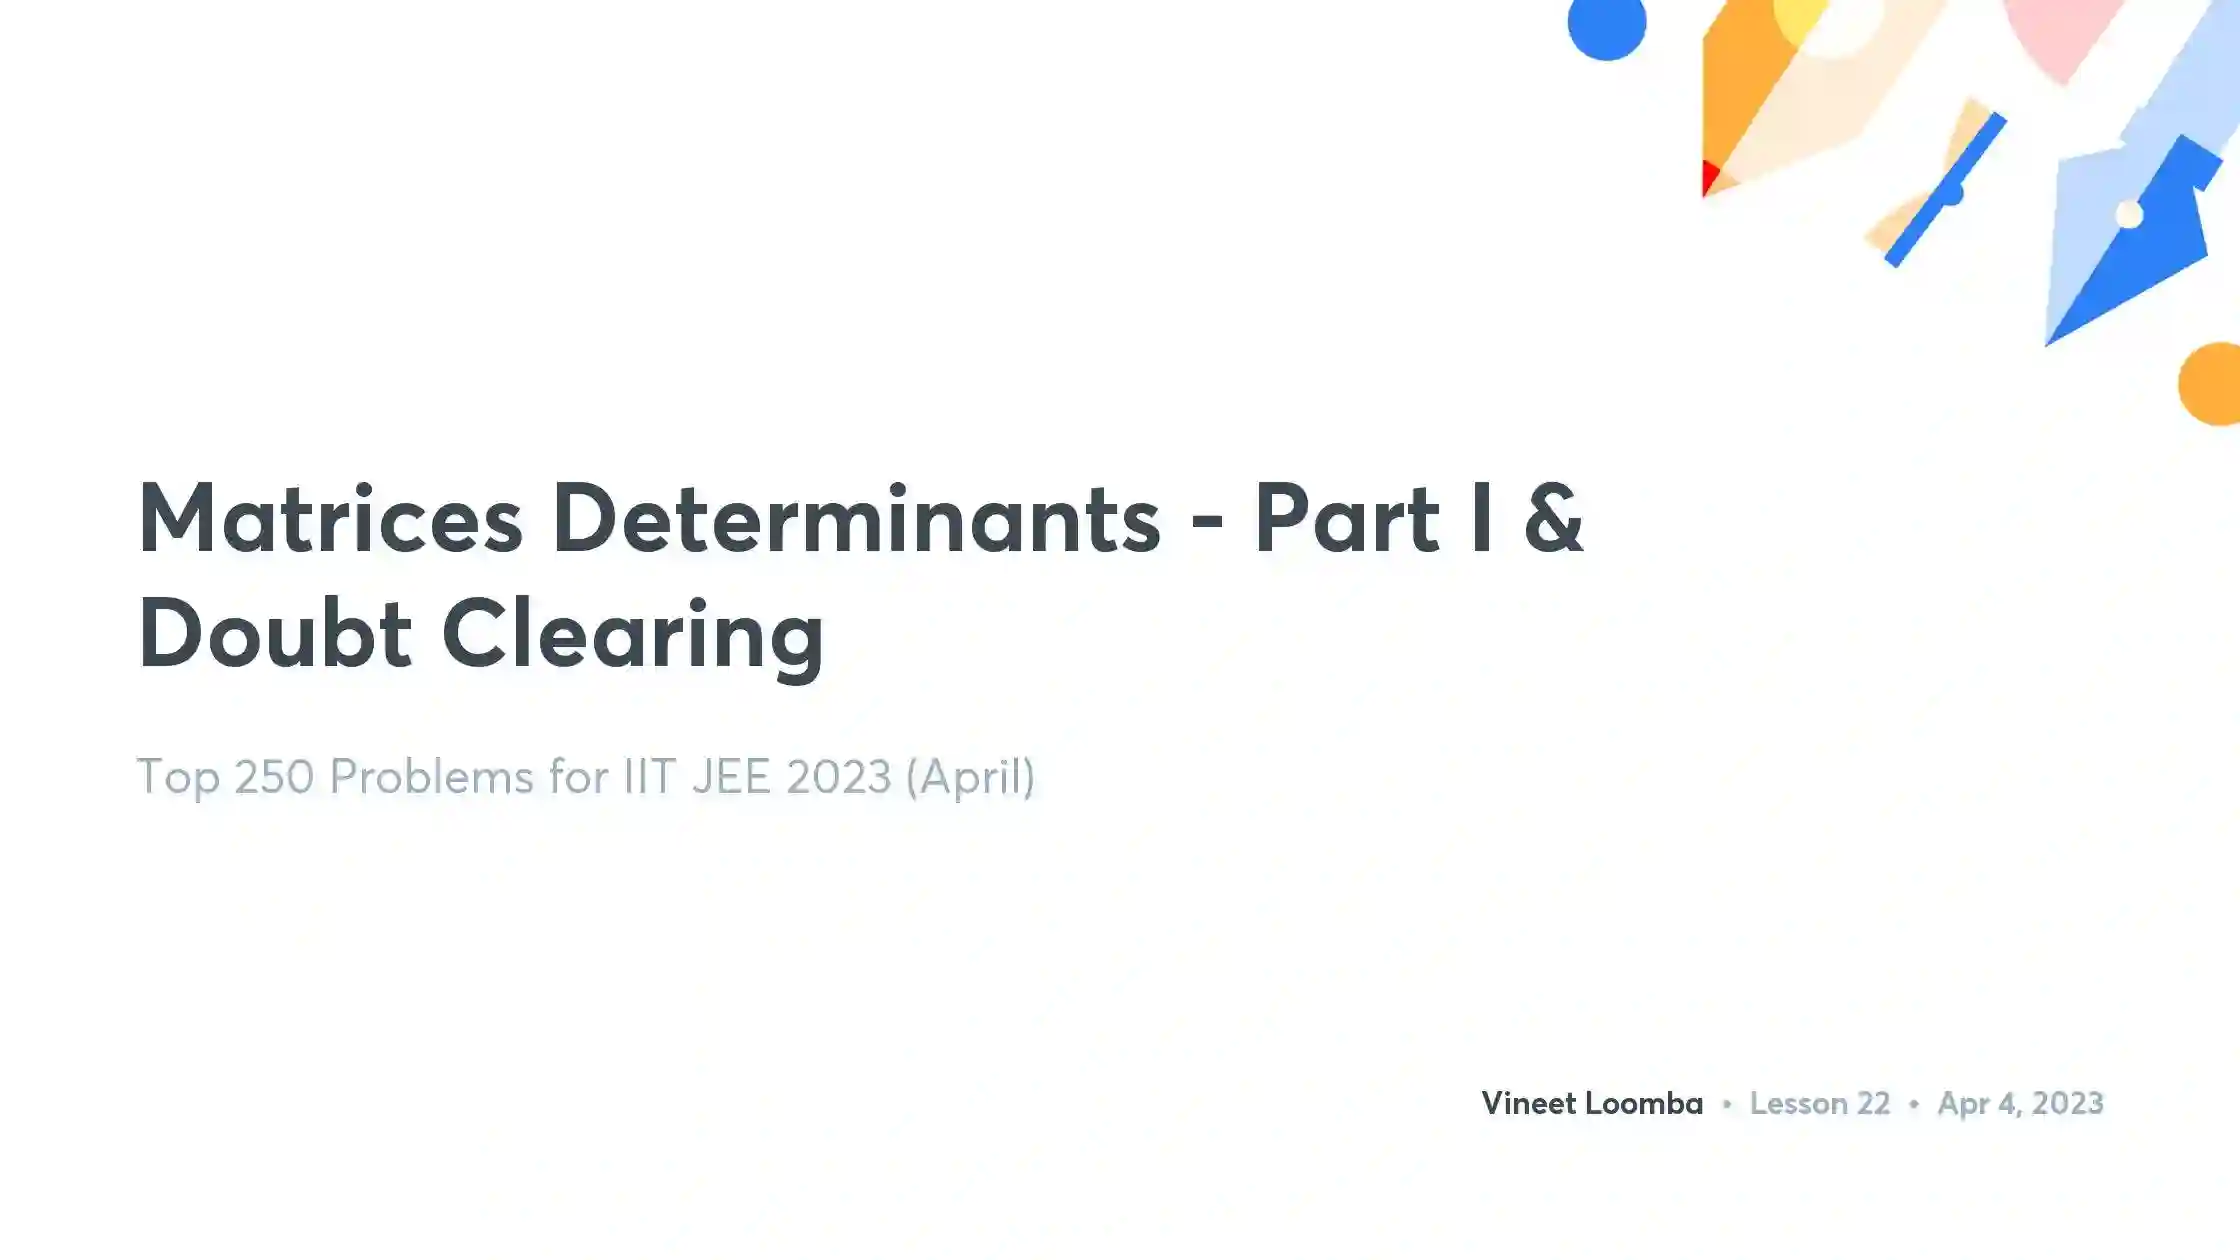 Matrices Determinants - Part I &
Doubt Clearing
Top 250 Problems for IIT JEE 2023 (April)
Vineet Loomba • Lesson 22 • Apr 4, 2023